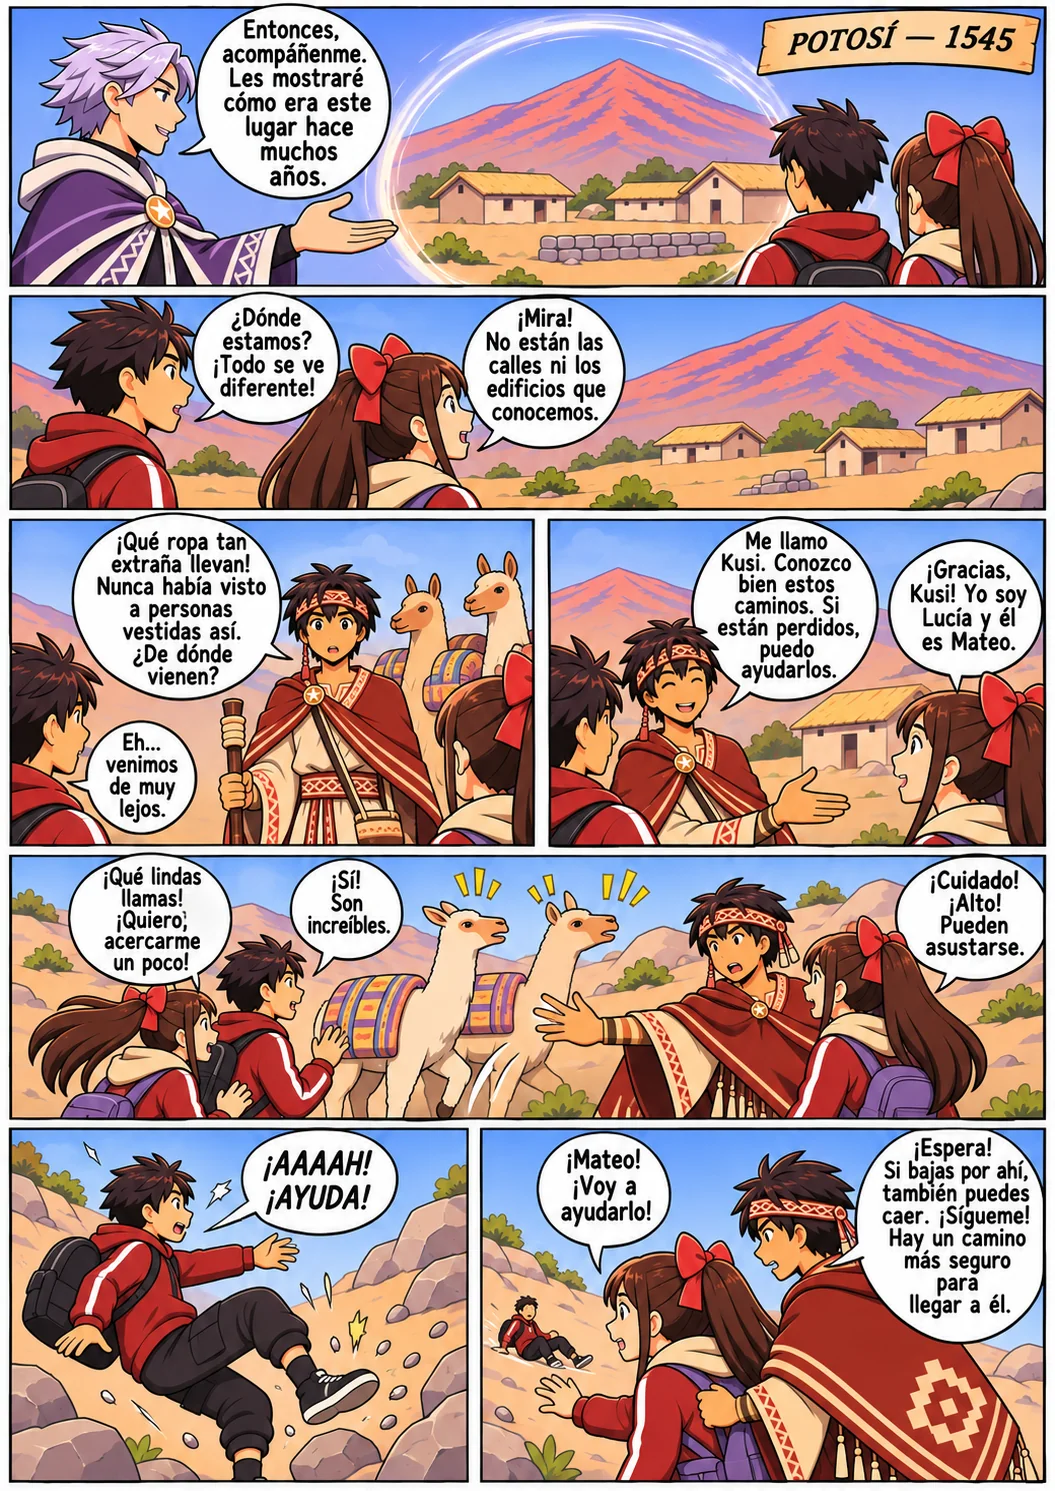 Entonces,
acompáñenme.
Les mostraré
cómo era este
lugar hace
muchos
años.
POTOSÍ — 1545
¿Dónde
estamos?
¡Todo se ve
diferente!
¡Mira!
No están las
calles ni los
edificios que
conocemos.
¡Qué ropa tan
extraña llevan!
Nunca había visto
a personas
vestidas así.
¿De dónde
vienen?
Eh...
venimos
de muy
lejos.
Me llamo
Kusi. Conozco
bien estos
caminos. Si
están perdidos,
puedo
ayudarlos.
¡Gracias,
Kusi! Yo soy
Lucía y él
es Mateo.
¡Qué lindas
llamas!
¡Quiero
acercarme
un poco!
¡Sí!
Son
increíbles.
¡Cuidado!
¡Alto!
Pueden
asustarse.
¡AAAAH!
¡AYUDA!
¡Mateo!
¡Voy a
ayudarlo!
¡Espera!
Si bajas por ahí,
también puedes
caer. ¡Sígueme!
Hay un camino
más seguro
para
llegar a él.